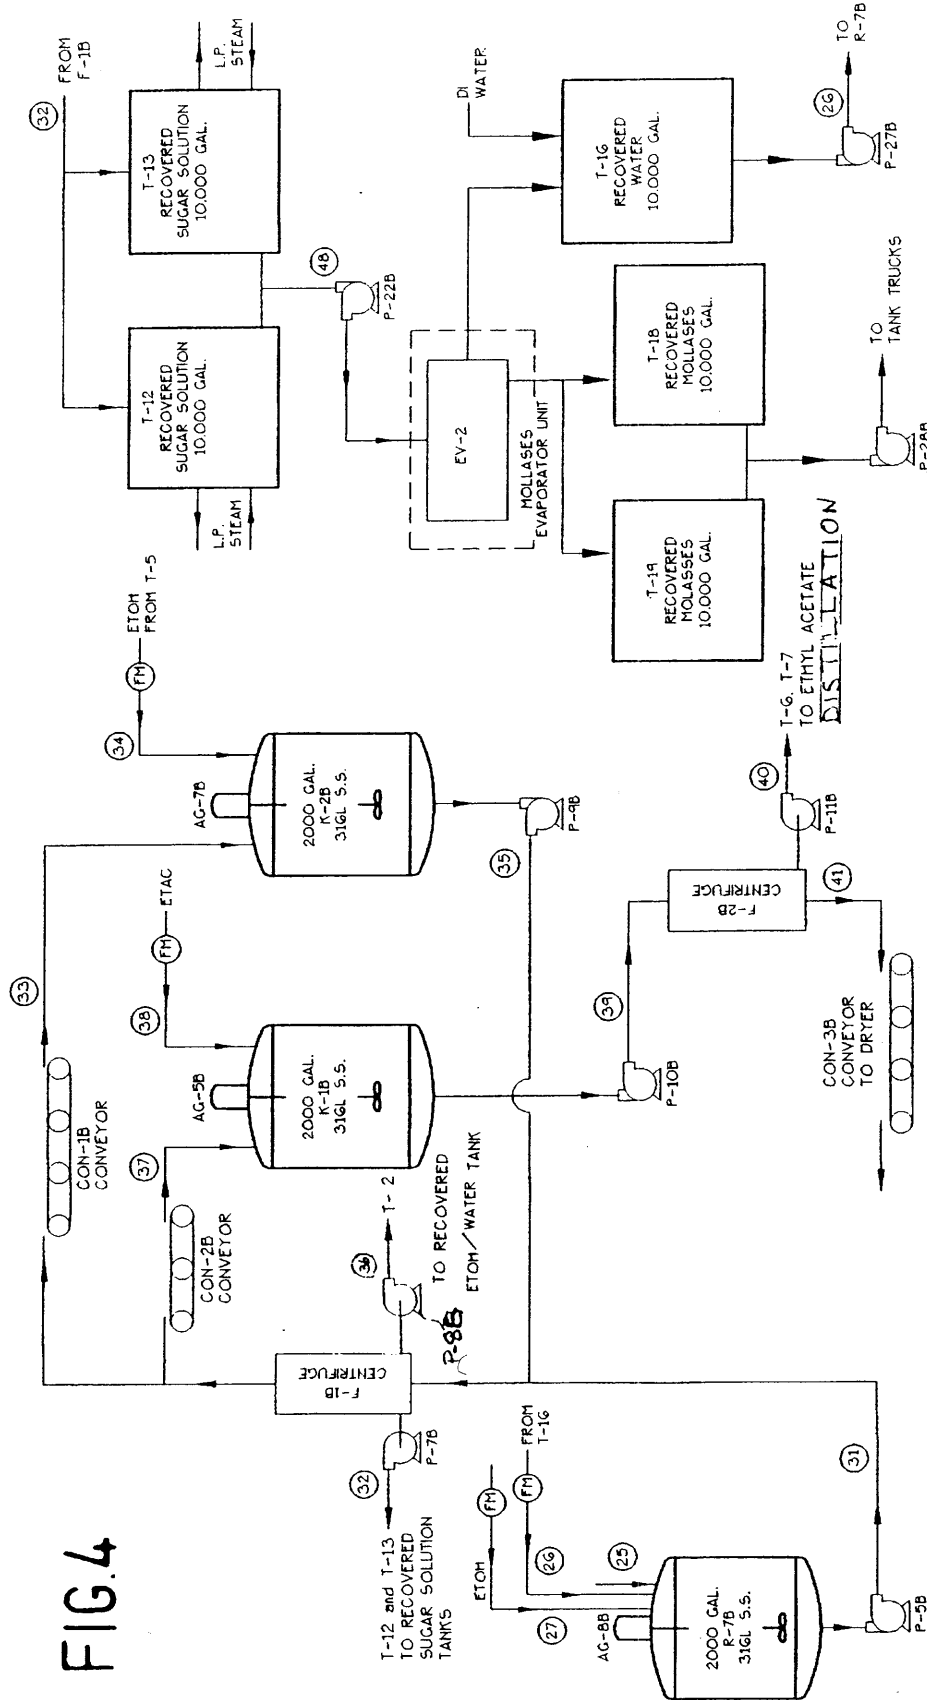 FIG.4
32
FROM
F-1B
T-13
RECOVERED
SUGAR SOLUTION
10.000 GAL.
L.P.
STEAM
T-12
RECOVERED
SUGAR SOLUTION
10.000 GAL.
L.P.
STEAM
48
P-22B
EV-2
MOLLASES
EVAPORATOR UNIT
DI
WATER
T-16
RECOVERED
WATER
10.000 GAL.
26
TO
R-7B
P-27B
T-18
RECOVERED
MOLLASES
10.000 GAL.
T-19
RECOVERED
MOLASSES
10.000 GAL.
TO
TANK TRUCKS
P-28B
33
CON-1B
CONVEYOR
ETOM
FROM T-5
FM
34
AG-7B
2000 GAL.
K-2B
316L S.S.
P-9B
35
ETAC
FM
38
AG-5B
2000 GAL.
K-1B
316L S.S.
37
CON-2B
CONVEYOR
P-10B
39
F-2B
CENTRIFUGE
40
T-6, T-7
TO ETHYL ACETATE
DISTILLATION
P-11B
41
CON-3B
CONVEYOR
TO DRYER
F-1B
CENTRIFUGE
36
T-2
TO RECOVERED
ETOM/WATER TANK
P-8B
P-7B
32
T-12 and T-13
TO RECOVERED
SUGAR SOLUTION
TANKS
FROM
T-16
FM
FM
ETOM
27
26
25
AG-8B
2000 GAL.
R-7B
316L S.S.
31
P-5B